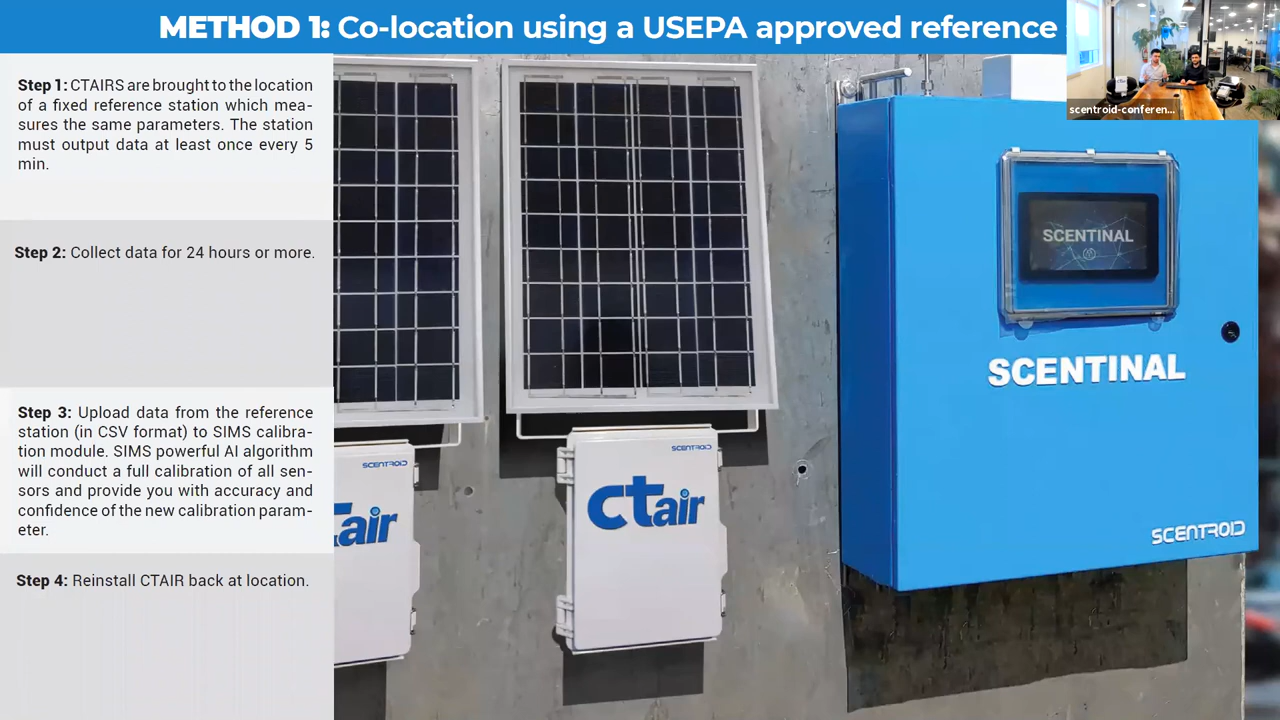 METHOD 1: Co-location using a USEPA approved reference
scentroid-conferen...
Step 1: CTAIRS are brought to the location
of a fixed reference station which mea-
sures the same parameters. The station
must output data at least once every 5
min.
Step 2: Collect data for 24 hours or more.
Step 3: Upload data from the reference
station (in CSV format) to SIMS calibra-
tion module. SIMS powerful AI algorithm
will conduct a full calibration of all sen-
sors and provide you with accuracy and
confidence of the new calibration param-
eter.
Step 4: Reinstall CTAIR back at location.
SCENTROID
Tair
SCENTROID
CTair
SCENTINAL
SCENTINAL
SCENTROID